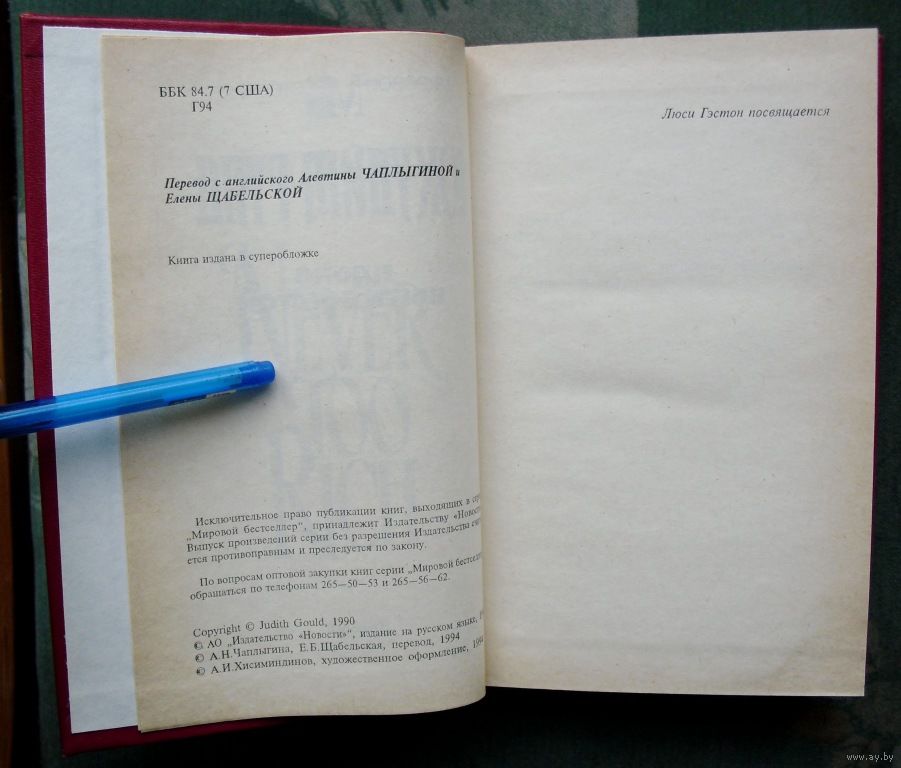 ББК 84.7 (7 США)
Г94
Перевод с английского Алевтины ЧАПЛЫГИНОЙ и
Елены ЩАБЕЛЬСКОЙ
Книга издана в суперобложке
Исключительное право публикации книг, выходящих в
„Мировой бестселлер", принадлежит Издательству
Выпуск произведений серии без разрешения Издательства
ется противоправным и преследуется по закону.
По вопросам оптовой закупки книг серии „Мировой
обращаться по телефонам 265—50—53 и 265—56—62.
Copyright © Judith Gould, 1990
© АО „Издательство «Новости»", издание на русском языке,
© А.Н.Чаплыгина, Е.Б.Щабельская, перевод, 1994
© А.И.Хисиминдинов, художественное оформление,
Люси Гэстон посвящается
www.ay.by